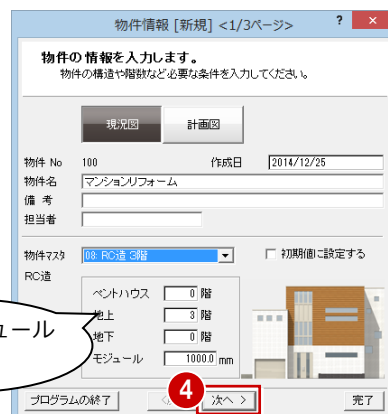 物件情報 [新規] <1/3ページ> ? ×
物件の情報を入力します。
物件の構造や階数など必要な条件を入力してください。
現況図 計画図
物件 No 100 作成日 2014/12/25
物件名 マンションリフォーム
備 考
担当者
物件マスタ 08: RC造 3階 初期値に設定する
RC造
ペントハウス 0 階
地上 3 階
ュール
地下 0 階
モジュール 1000.0 mm
4
プログラムの終了 次へ > 完了